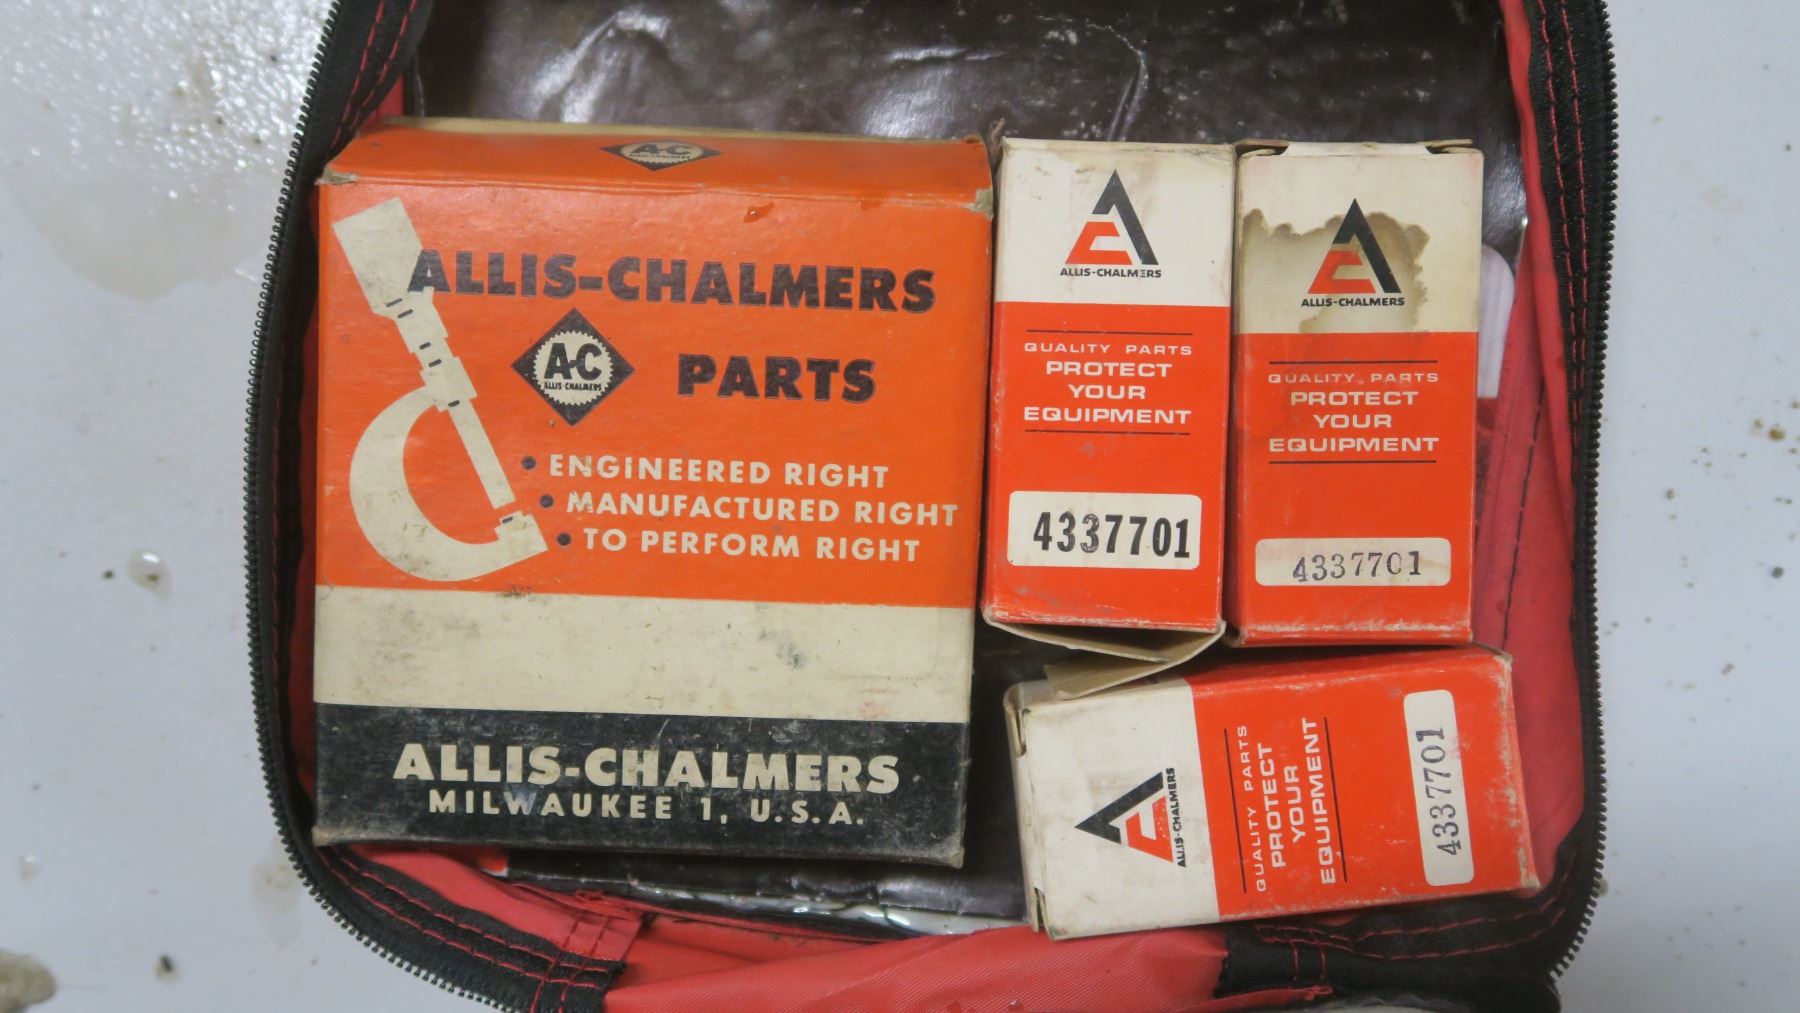 A-C
ALLIS-CHALMERS
ALLIS-CHALMERS
A-C
ALLIS-CHALMERS
PARTS
• ENGINEERED RIGHT
• MANUFACTURED RIGHT
• TO PERFORM RIGHT
ALLIS-CHALMERS
MILWAUKEE 1, U.S.A.
ALLIS-CHALMERS
QUALITY PARTS
PROTECT
YOUR
EQUIPMENT
4337701
ALLIS-CHALMERS
QUALITY PARTS
PROTECT
YOUR
EQUIPMENT
4337701
ALLIS-CHALMERS
QUALITY PARTS
PROTECT
YOUR
EQUIPMENT
4337701